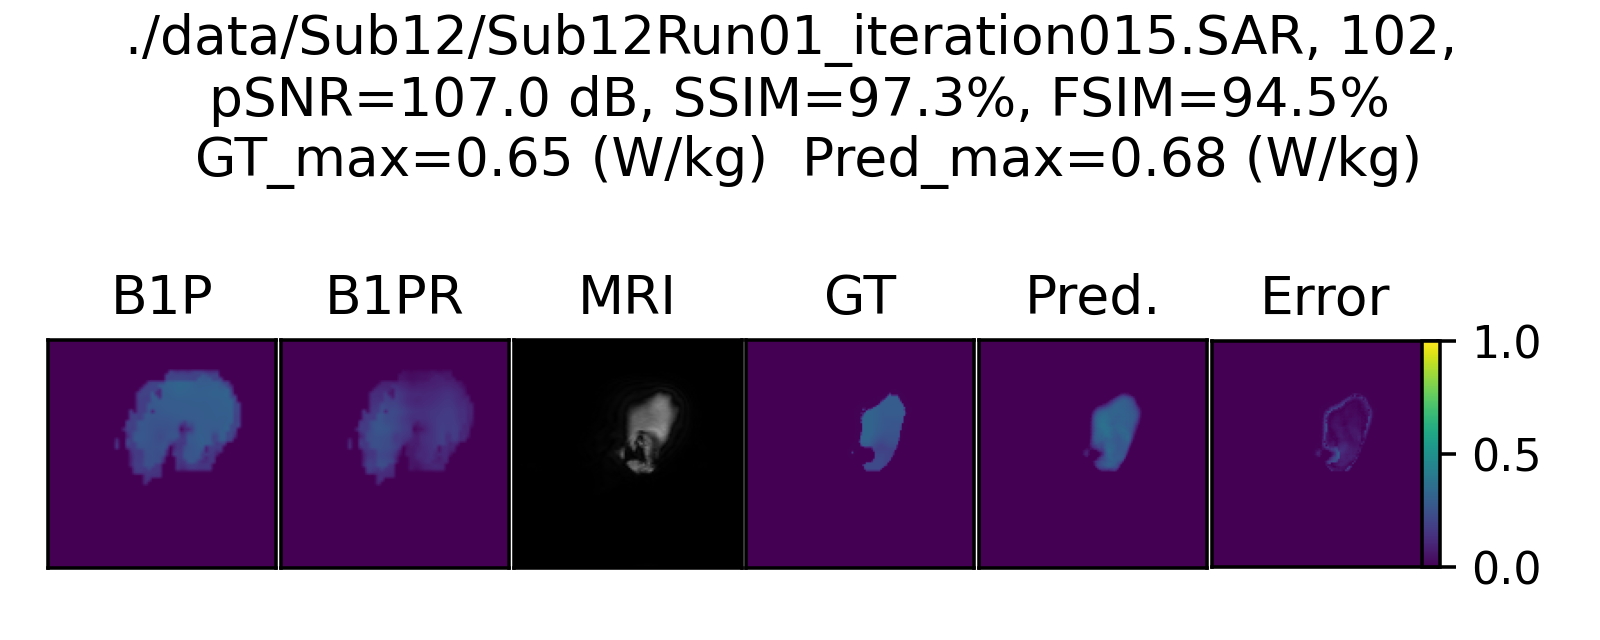 ./data/Sub12/Sub12Run01_iteration015.SAR, 102,
pSNR=107.0 dB, SSIM=97.3%, FSIM=94.5%
GT_max=0.65 (W/kg)  Pred_max=0.68 (W/kg)
B1P B1PR MRI GT Pred. Error
1.0
0.5
0.0